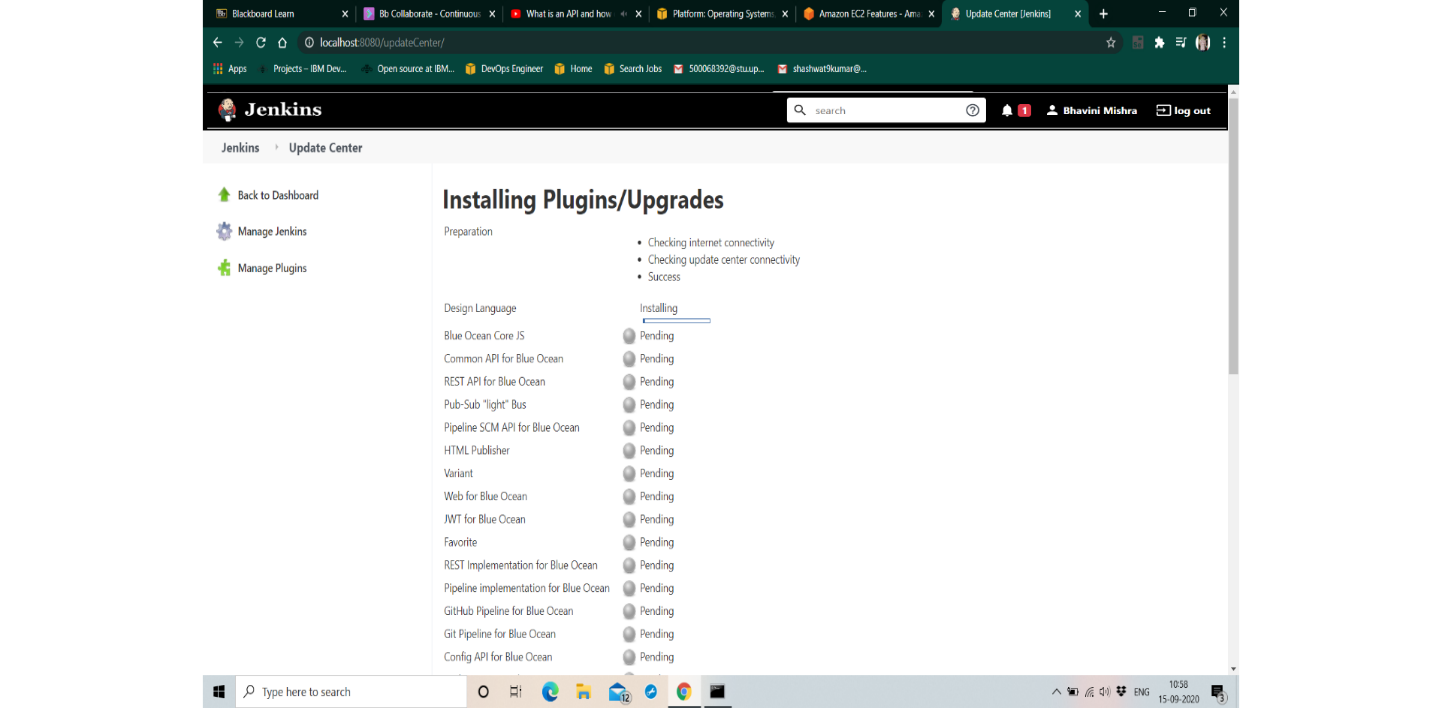 Blackboard Learn
Bb Collaborate - Continuous
What is an API and how
Platform: Operating Systems,
Amazon EC2 Features - Ama
Update Center [Jenkins]
localhost:8080/updateCenter/
Apps
Projects – IBM Dev...
Open source at IBM...
DevOps Engineer
Home
Search Jobs
500068392@stu.up...
shashwat9kumar@...
Jenkins
search
1
Bhavini Mishra
log out
Jenkins
Update Center
Back to Dashboard
Manage Jenkins
Manage Plugins
Installing Plugins/Upgrades
Preparation
Checking internet connectivity
Checking update center connectivity
Success
Design Language Installing
Blue Ocean Core JS Pending
Common API for Blue Ocean Pending
REST API for Blue Ocean Pending
Pub-Sub "light" Bus Pending
Pipeline SCM API for Blue Ocean Pending
HTML Publisher Pending
Variant Pending
Web for Blue Ocean Pending
JWT for Blue Ocean Pending
Favorite Pending
REST Implementation for Blue Ocean Pending
Pipeline implementation for Blue Ocean Pending
GitHub Pipeline for Blue Ocean Pending
Git Pipeline for Blue Ocean Pending
Config API for Blue Ocean Pending
Type here to search
12
ENG
10:58
15-09-2020
3